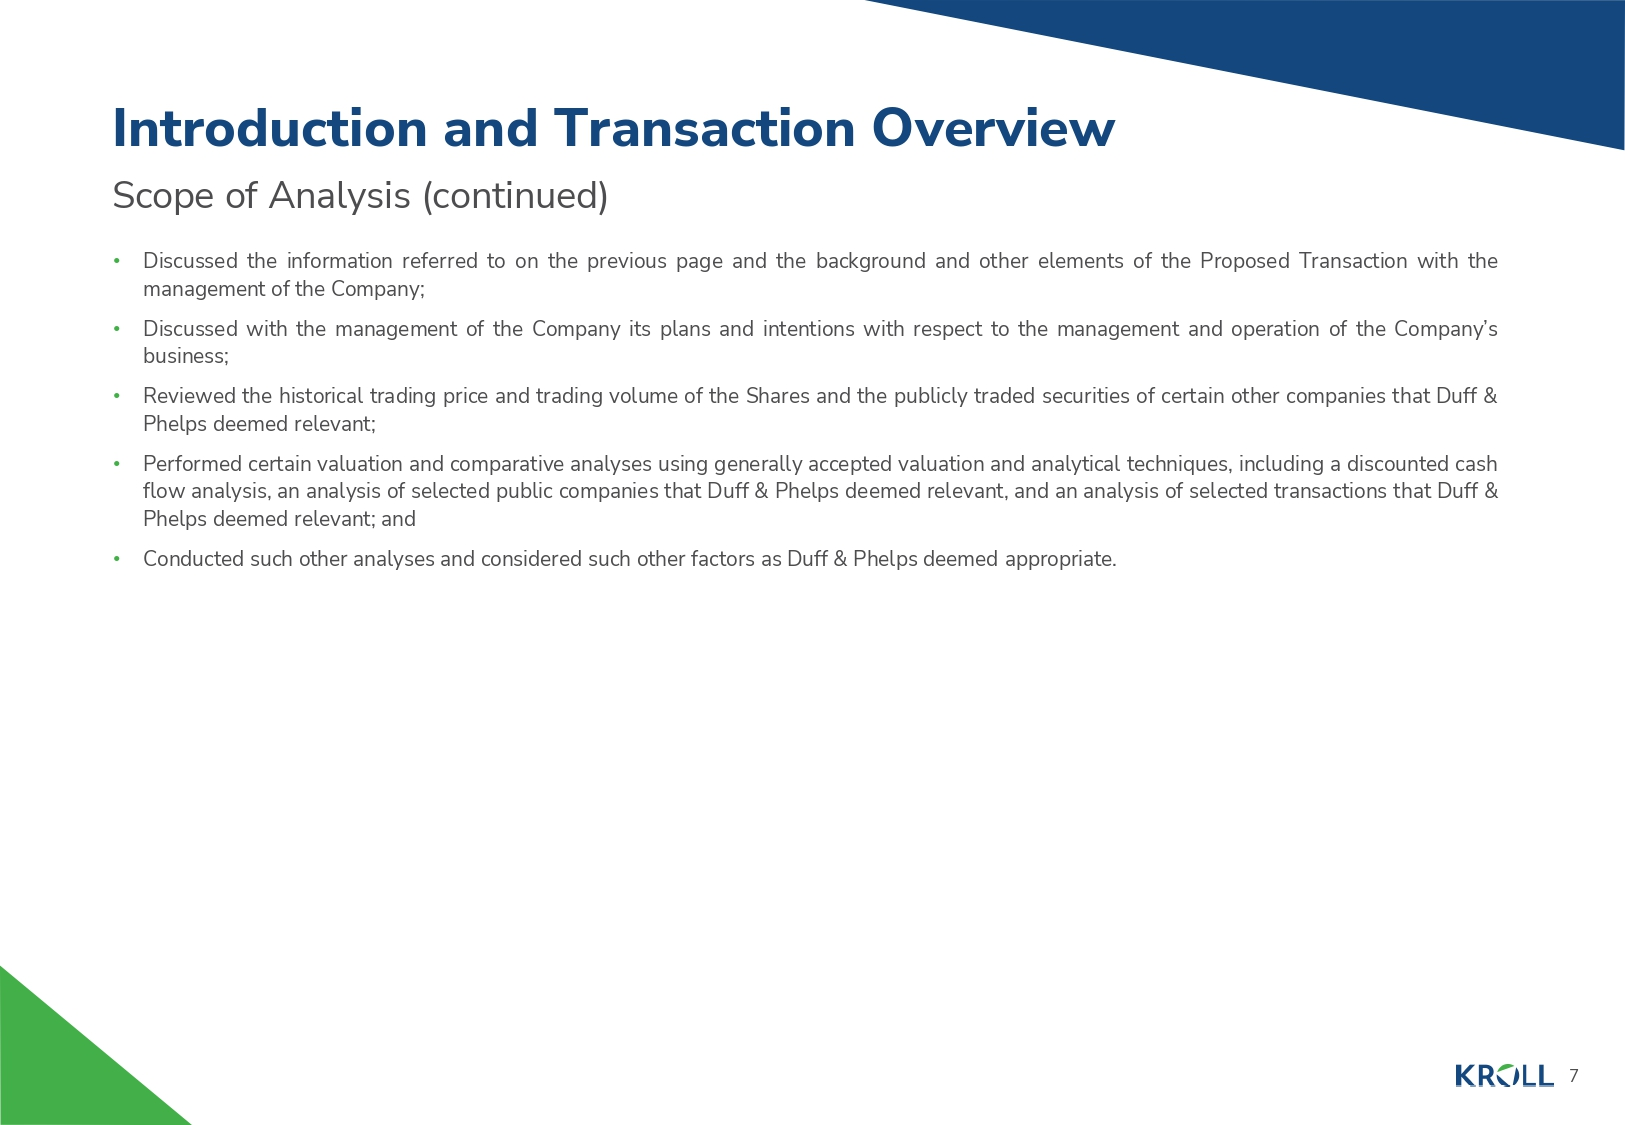 Introduction and Transaction Overview
Scope of Analysis (continued)
• Discussed the information referred to on the previous page and the background and other elements of the Proposed Transaction with the
management of the Company;
• Discussed with the management of the Company its plans and intentions with respect to the management and operation of the Company’s
business;
• Reviewed the historical trading price and trading volume of the Shares and the publicly traded securities of certain other companies that Duff &
Phelps deemed relevant;
• Performed certain valuation and comparative analyses using generally accepted valuation and analytical techniques, including a discounted cash
flow analysis, an analysis of selected public companies that Duff & Phelps deemed relevant, and an analysis of selected transactions that Duff &
Phelps deemed relevant; and
• Conducted such other analyses and considered such other factors as Duff & Phelps deemed appropriate.
KROLL 7